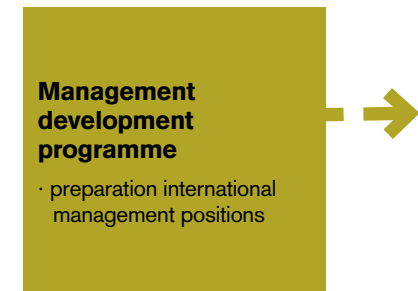 Management
development
programme
· preparation international
management positions